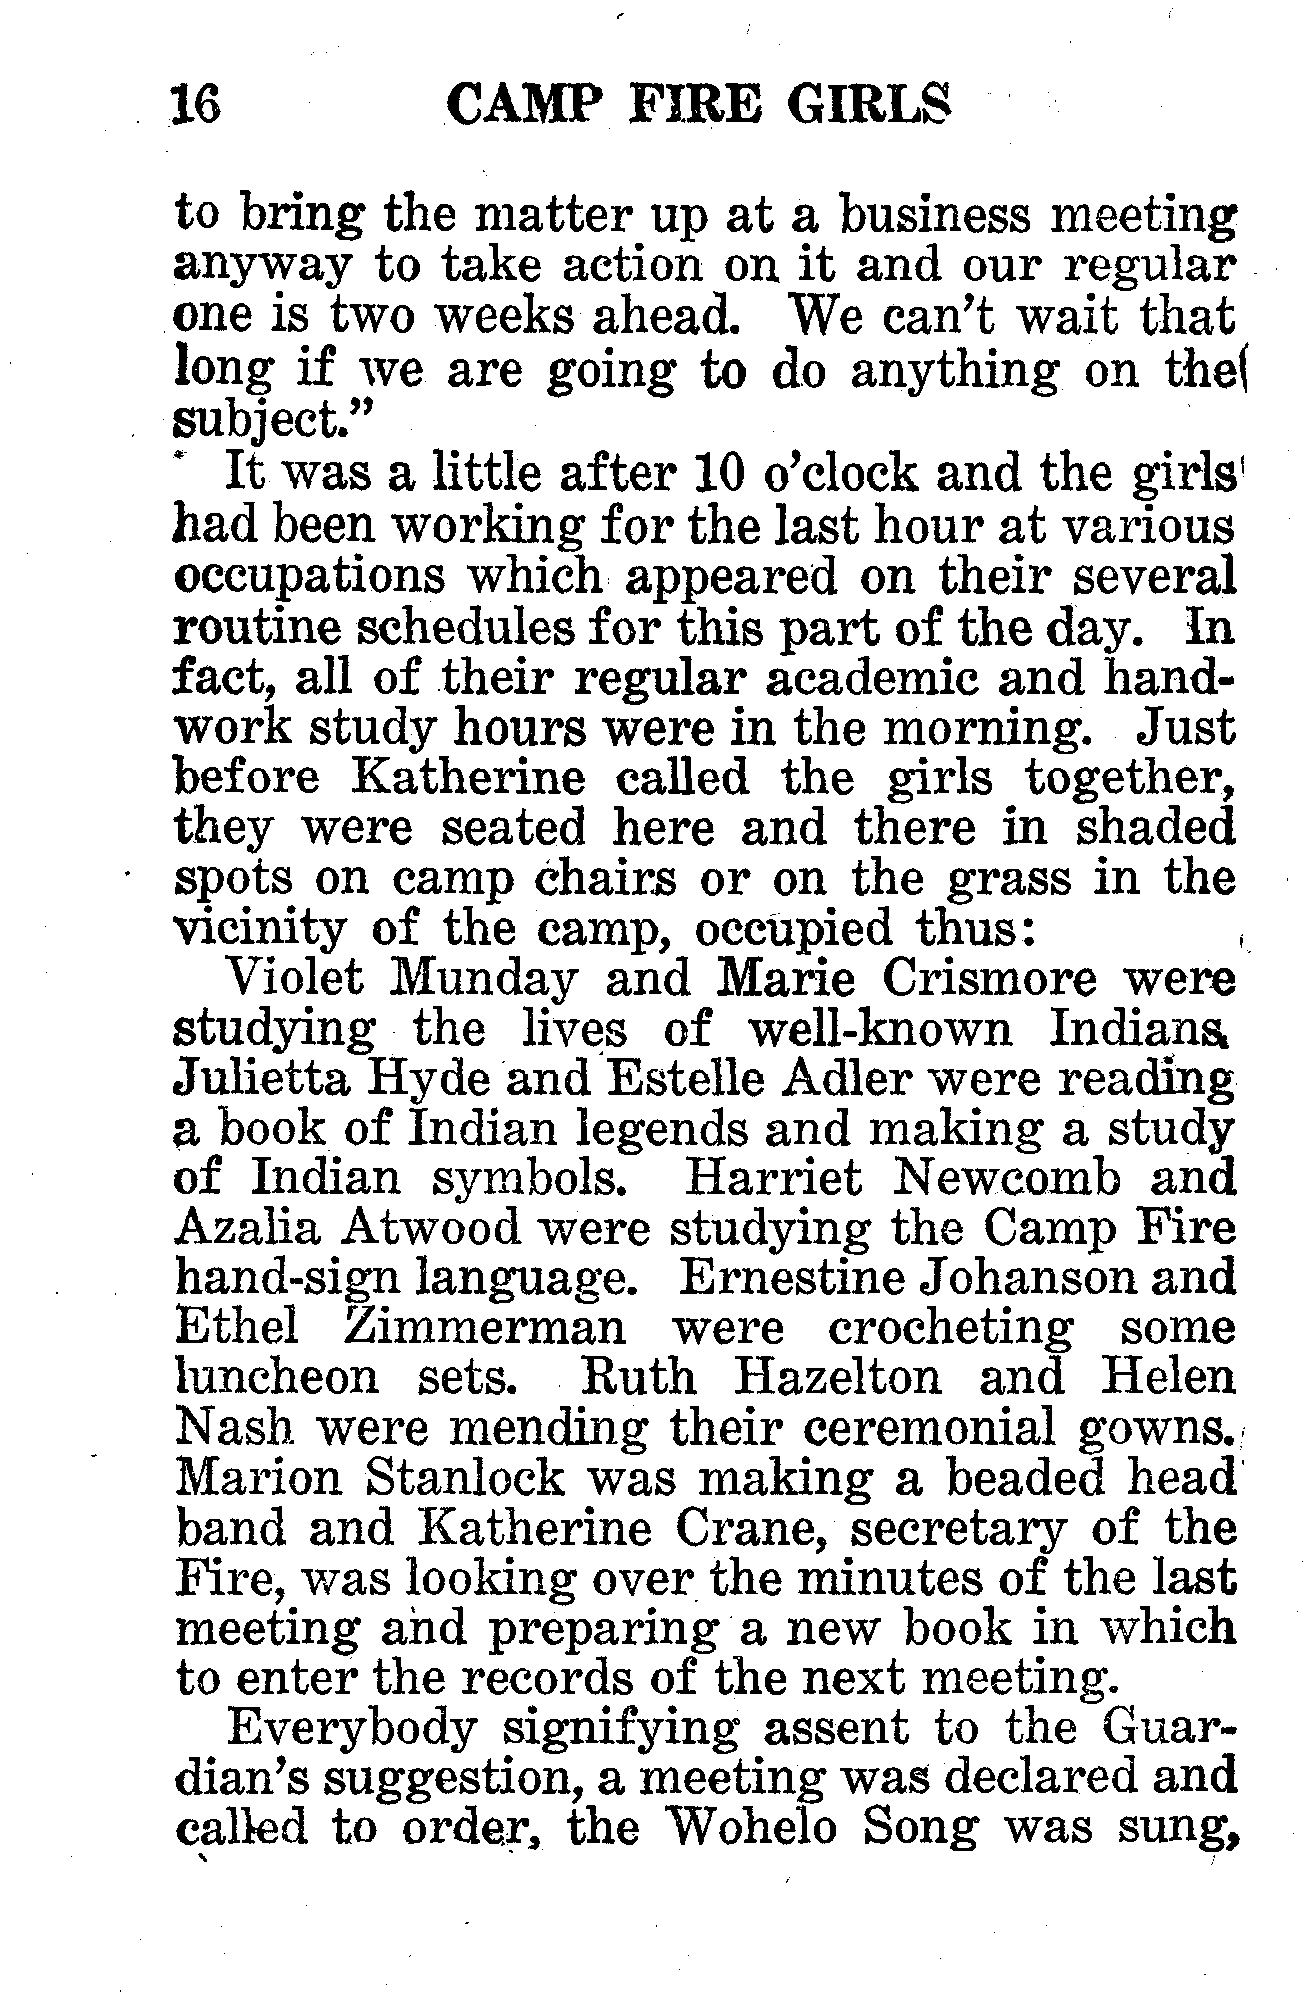 16 CAMP FIRE GIRLS
to bring the matter up at a business meeting
anyway to take action on it and our regular
one is two weeks ahead. We can't wait that
long if we are going to do anything on the
subject."
It was a little after 10 o'clock and the girls
had been working for the last hour at various
occupations which appeared on their several
routine schedules for this part of the day. In
fact, all of their regular academic and hand-
work study hours were in the morning. Just
before Katherine called the girls together,
they were seated here and there in shaded
spots on camp chairs or on the grass in the
vicinity of the camp, occupied thus:
Violet Munday and Marie Crismore were
studying the lives of well-known Indians.
Julietta Hyde and Estelle Adler were reading
a book of Indian legends and making a study
of Indian symbols. Harriet Newcomb and
Azalia Atwood were studying the Camp Fire
hand-sign language. Ernestine Johanson and
Ethel Zimmerman were crocheting some
luncheon sets. Ruth Hazelton and Helen
Nash were mending their ceremonial gowns.
Marion Stanlock was making a beaded head
band and Katherine Crane, secretary of the
Fire, was looking over the minutes of the last
meeting and preparing a new book in which
to enter the records of the next meeting.
Everybody signifying assent to the Guar-
dian's suggestion, a meeting was declared and
called to order, the Wohelo Song was sung,